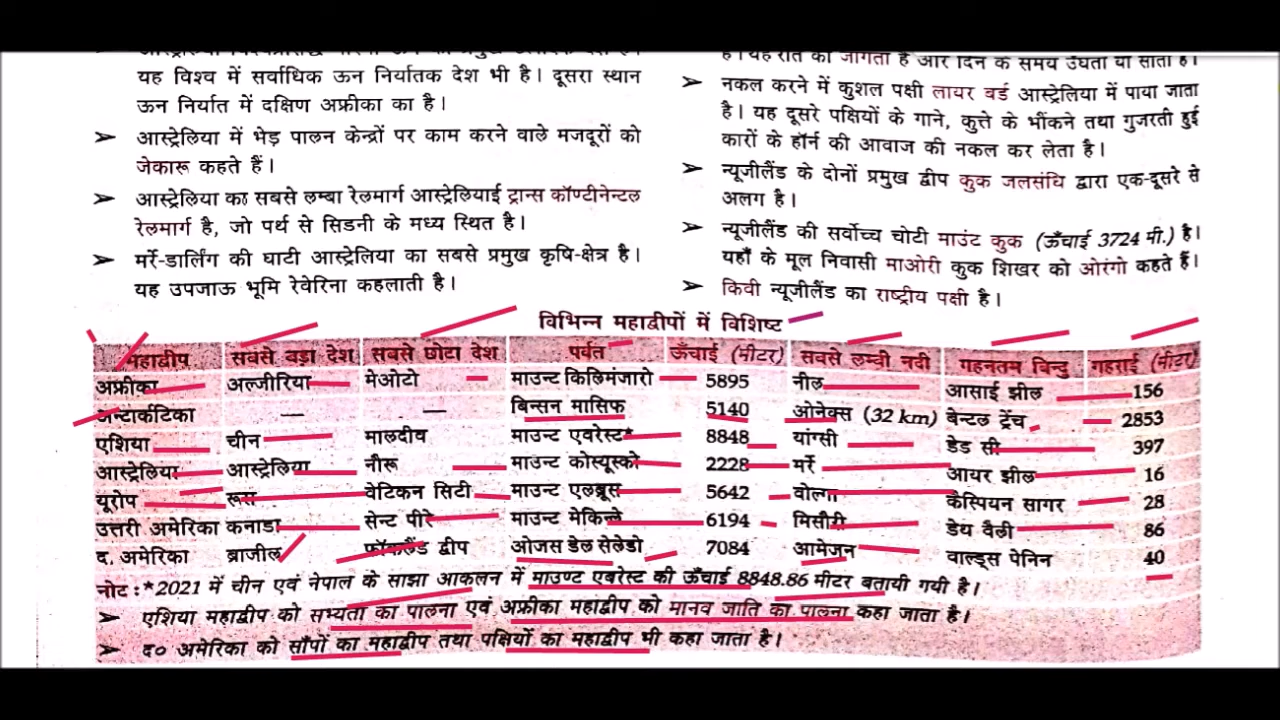 यह विश्व में सर्वाधिक ऊन निर्यातक देश भी है। दूसरा स्थान
ऊन निर्यात में दक्षिण अफ्रीका का है।
➤ आस्ट्रेलिया में भेड़ पालन केन्द्रों पर काम करने वाले मजदूरों को
जेकारू कहते हैं।
➤ आस्ट्रेलिया का सबसे लम्बा रेलमार्ग आस्ट्रेलियाई ट्रान्स कॉण्टीनेन्टल
रेलमार्ग है, जो पर्थ से सिडनी के मध्य स्थित है।
➤ मर्रे-डार्लिंग की घाटी आस्ट्रेलिया का सबसे प्रमुख कृषि-क्षेत्र है।
यह उपजाऊ भूमि रेवेरिना कहलाती है।
है। यह रात को जागता है और दिन के समय उंघता या सोता है।
➤ नकल करने में कुशल पक्षी लायर बर्ड आस्ट्रेलिया में पाया जाता
है। यह दूसरे पक्षियों के गाने, कुत्ते के भौंकने तथा गुजरती हुई
कारों के हॉर्न की आवाज की नकल कर लेता है।
➤ न्यूजीलैंड के दोनों प्रमुख द्वीप कुक जलसंधि द्वारा एक-दूसरे से
अलग है।
➤ न्यूजीलैंड की सर्वोच्च चोटी माउंट कुक (ऊँचाई 3724 मी.) है।
यहाँ के मूल निवासी माओरी कुक शिखर को ओरंगो कहते हैं।
➤ किवी न्यूजीलैंड का राष्ट्रीय पक्षी है।
विभिन्न महाद्वीपों में विशिष्ट
महाद्वीप सबसे बड़ा देश सबसे छोटा देश पर्वत ऊँचाई (मीटर) सबसे लम्बी नदी गहनतम बिन्दु गहराई (मीटर)
अफ्रीका अल्जीरिया मेओटो माउन्ट किलिमंजारो 5895 नील आसाई झील 156
अन्टार्कटिका — — बिन्सन मासिफ 5140 ओनेक्स (32 km) बेन्टल ट्रेंच 2853
एशिया चीन मालदीव माउन्ट एवरेस्ट* 8848 यांग्सी डेड सी 397
आस्ट्रेलिया आस्ट्रेलिया नौरू माउन्ट कोस्यूस्को 2228 मर्रे आयर झील 16
यूरोप रूस वेटिकन सिटी माउन्ट एलब्रूस 5642 वोल्गा कैस्पियन सागर 28
उत्तरी अमेरिका कनाडा सेन्ट पीरे माउन्ट मेकिन्ले 6194 मिसौरी डेथ वैली 86
द. अमेरिका ब्राजील फॉकलैंड द्वीप ओजस डेल सेलेडो 7084 आमेजन वाल्ड्स पेनिन 40
नोट : *2021 में चीन एवं नेपाल के साझा आकलन में माउण्ट एवरेस्ट की ऊँचाई 8848.86 मीटर बतायी गयी है।
➤ एशिया महाद्वीप को सभ्यता का पालना एवं अफ्रीका महाद्वीप को मानव जाति का पालना कहा जाता है।
➤ द० अमेरिका को साँपों का महाद्वीप तथा पक्षियों का महाद्वीप भी कहा जाता है।